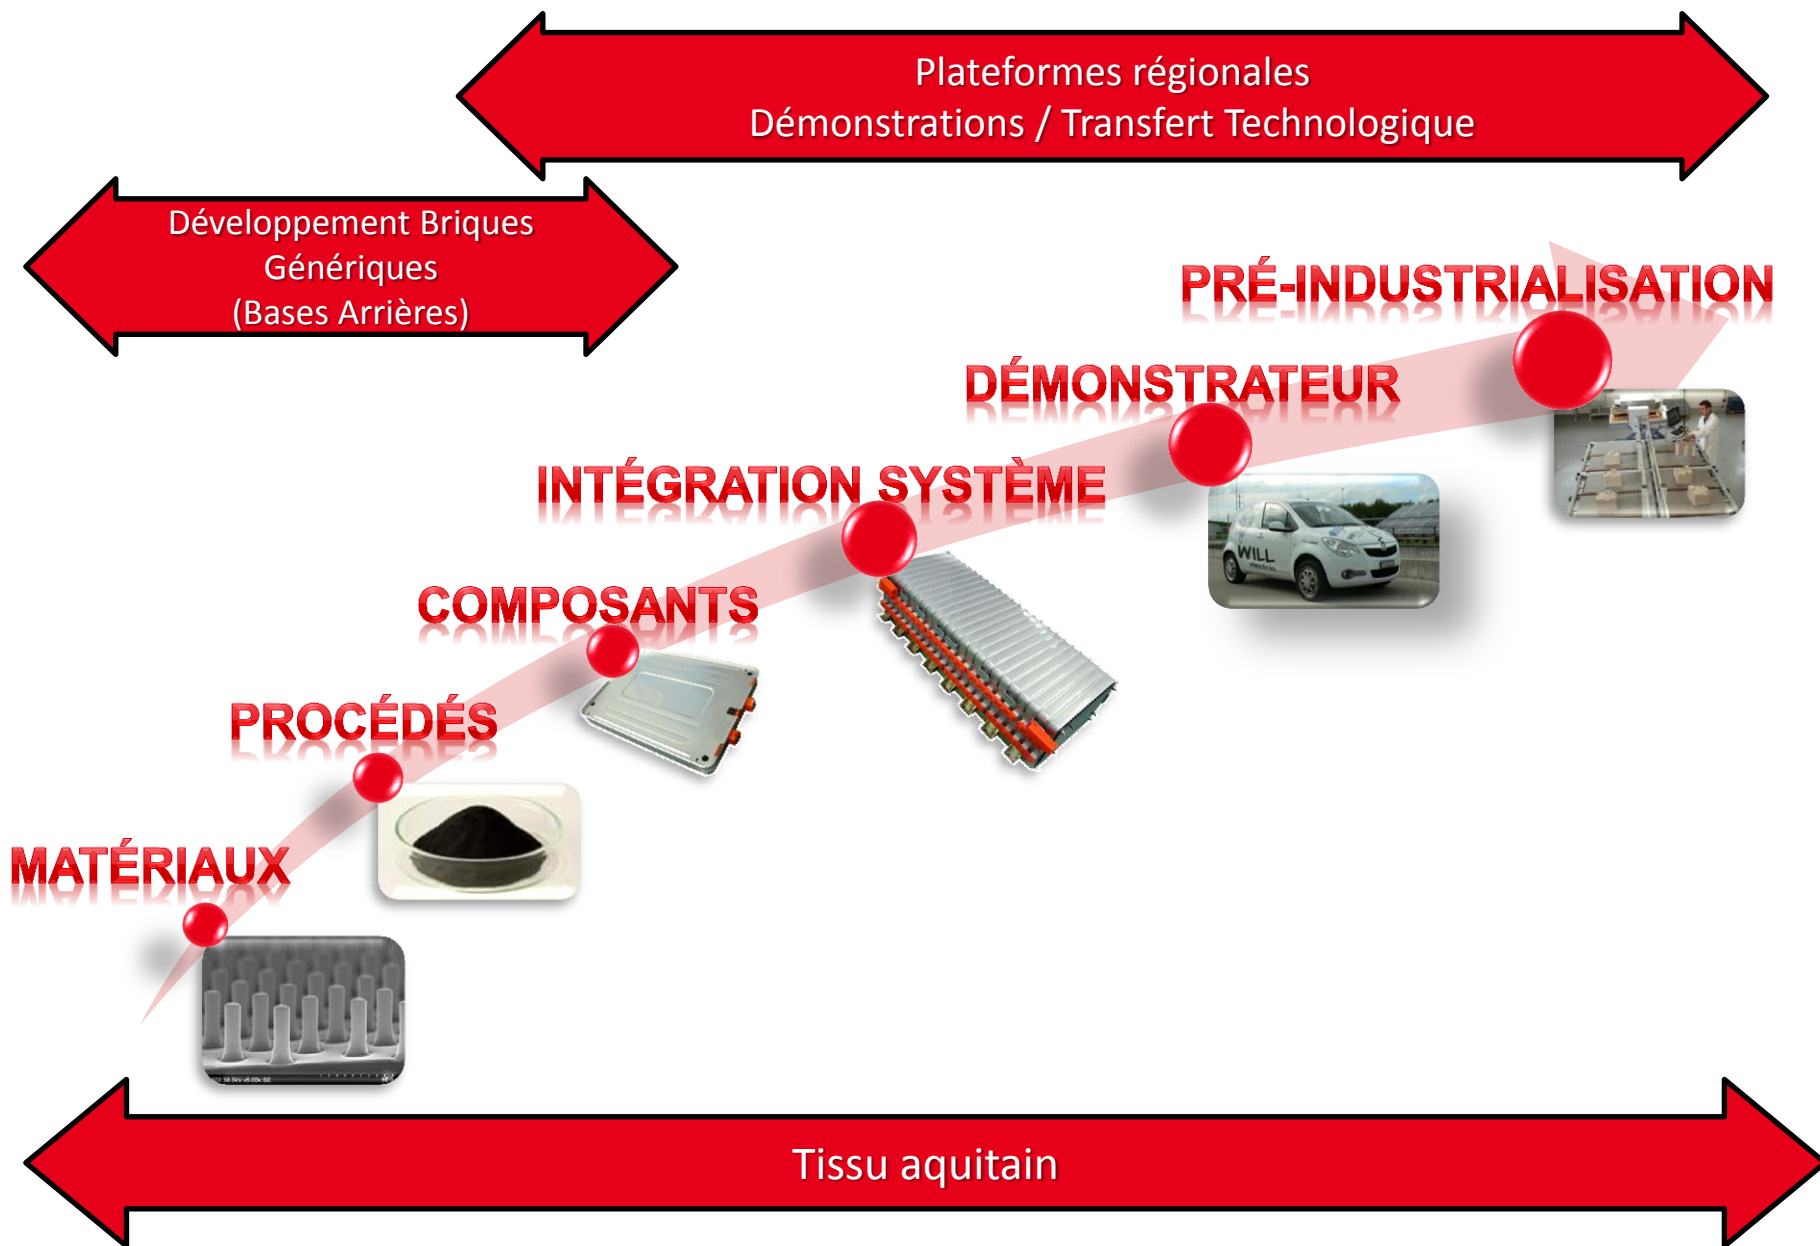 Plateformes régionales
Démonstrations / Transfert Technologique
Développement Briques
Génériques
(Bases Arrières)
PRÉ-INDUSTRIALISATION
DÉMONSTRATEUR
INTÉGRATION SYSTÈME
COMPOSANTS
PROCÉDÉS
MATÉRIAUX
WILL
Tissu aquitain